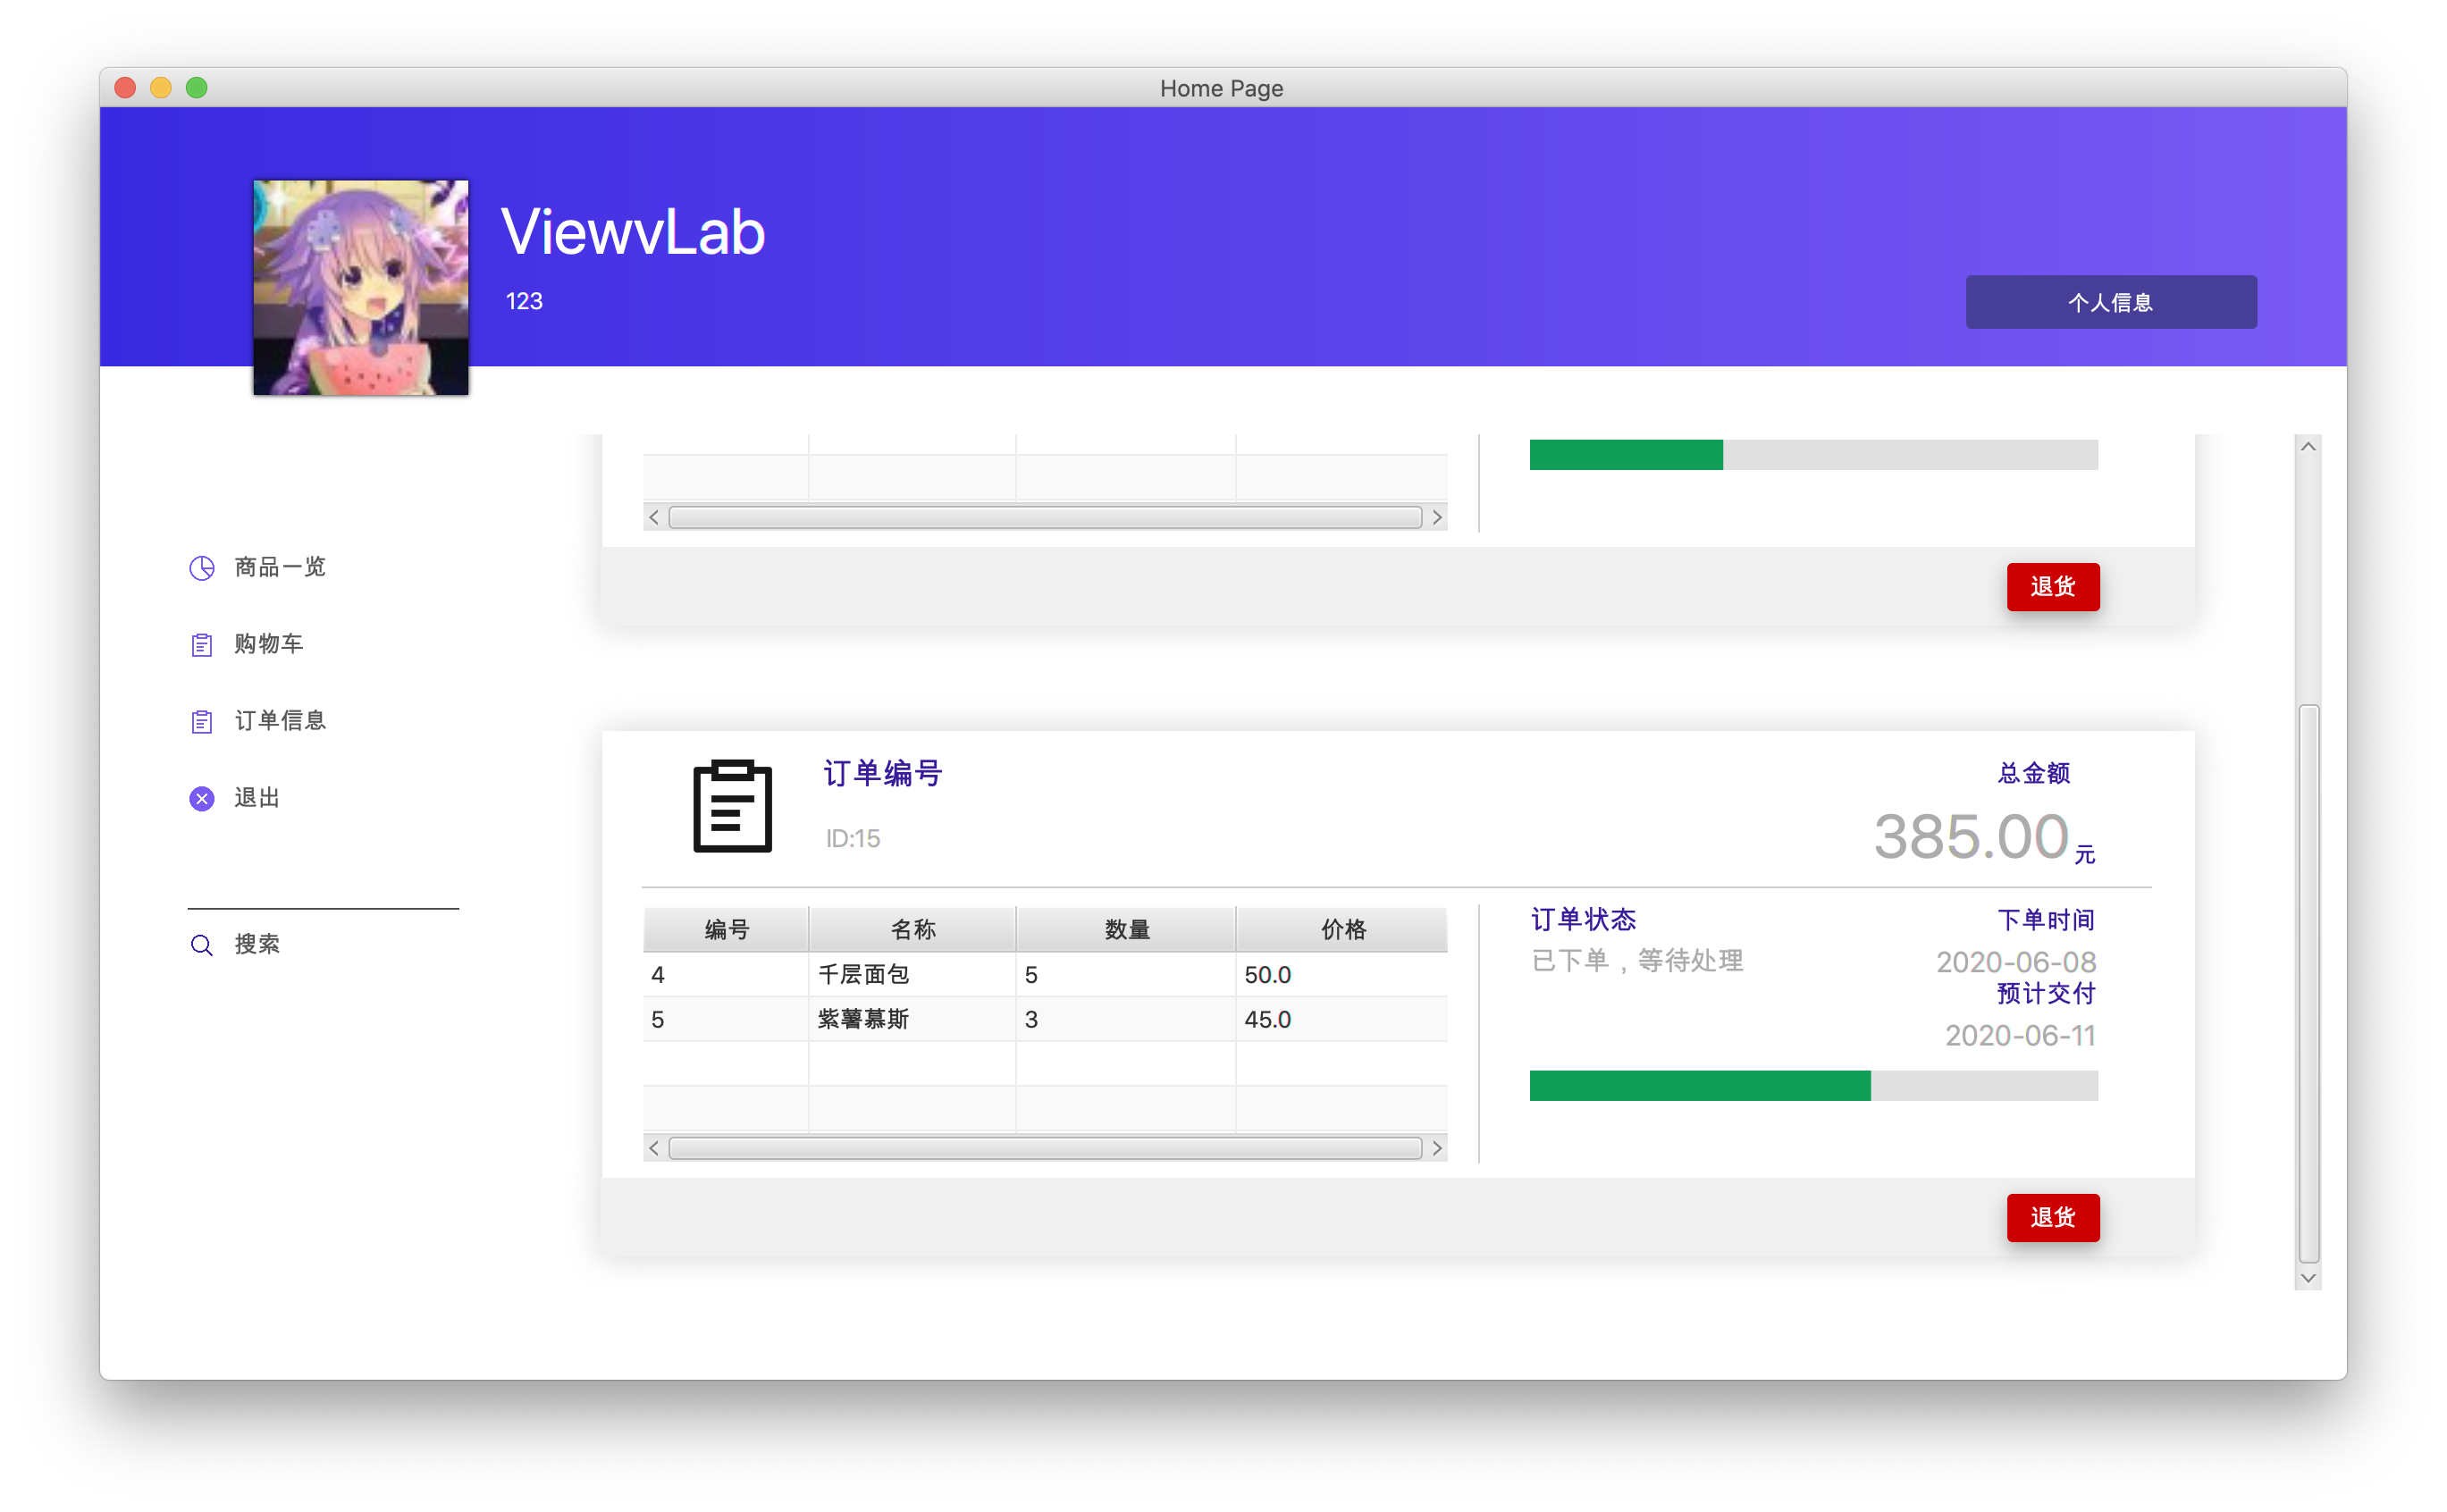 Home Page
ViewvLab
123
个人信息
商品一览
购物车
订单信息
退出
搜索
退货
订单编号
ID:15
总金额
385.00 元
编号 名称 数量 价格
4 千层面包 5 50.0
5 紫薯慕斯 3 45.0
订单状态
已下单，等待处理
下单时间
2020-06-08
预计交付
2020-06-11
退货